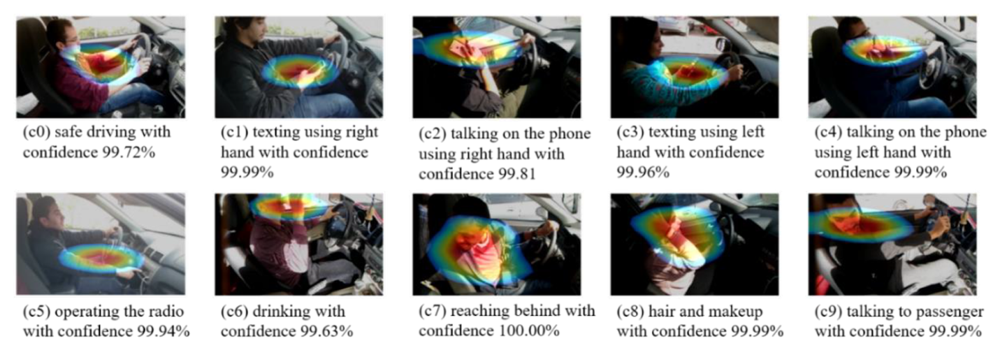 (c0) safe driving with
confidence 99.72%
(c1) texting using right
hand with confidence
99.99%
(c2) talking on the phone
using right hand with
confidence 99.81
(c3) texting using left
hand with confidence
99.96%
(c4) talking on the phone
using left hand with
confidence 99.99%
(c5) operating the radio
with confidence 99.94%
(c6) drinking with
confidence 99.63%
(c7) reaching behind with
confidence 100.00%
(c8) hair and makeup
with confidence 99.99%
(c9) talking to passenger
with confidence 99.99%